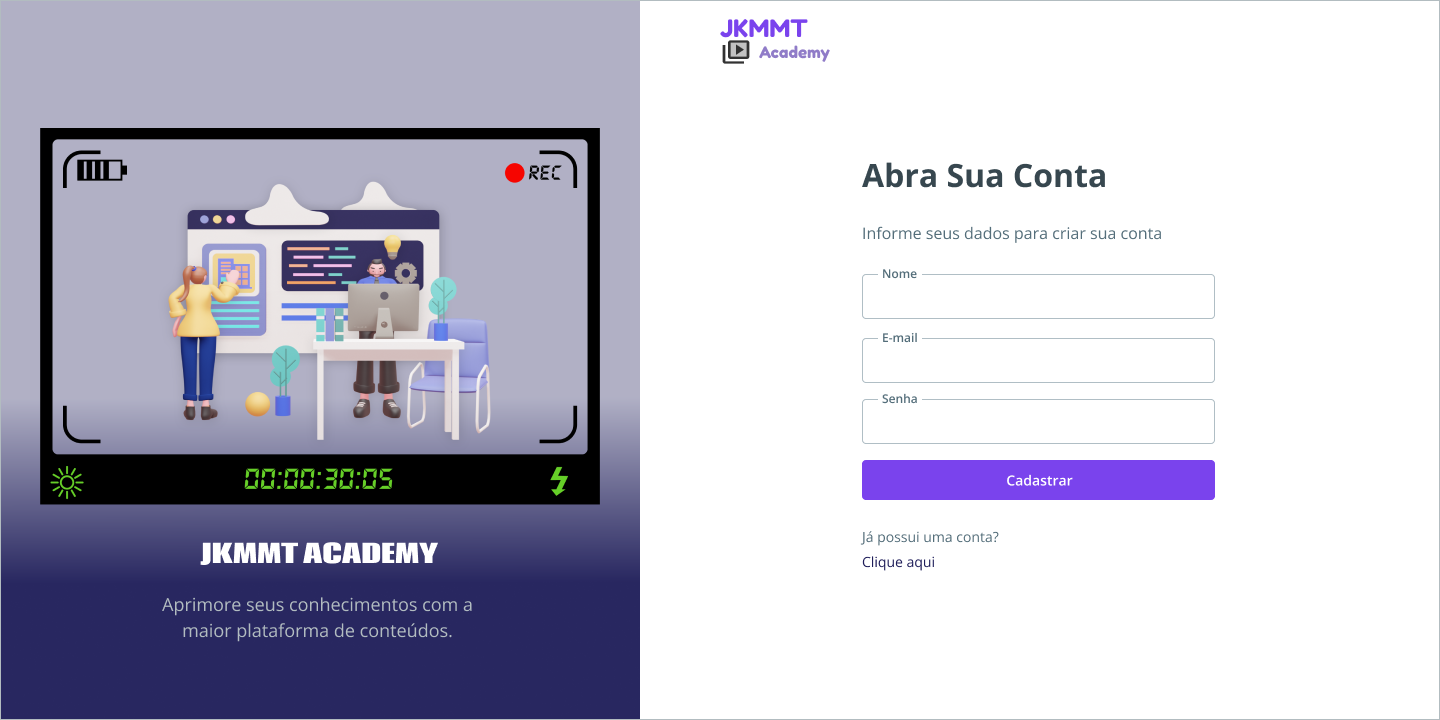 REC
00:00:30:05
JKMMT ACADEMY
Aprimore seus conhecimentos com a
maior plataforma de conteúdos.
JKMMT
Academy
Abra Sua Conta
Informe seus dados para criar sua conta
Nome
E-mail
Senha
Cadastrar
Já possui uma conta?
Clique aqui